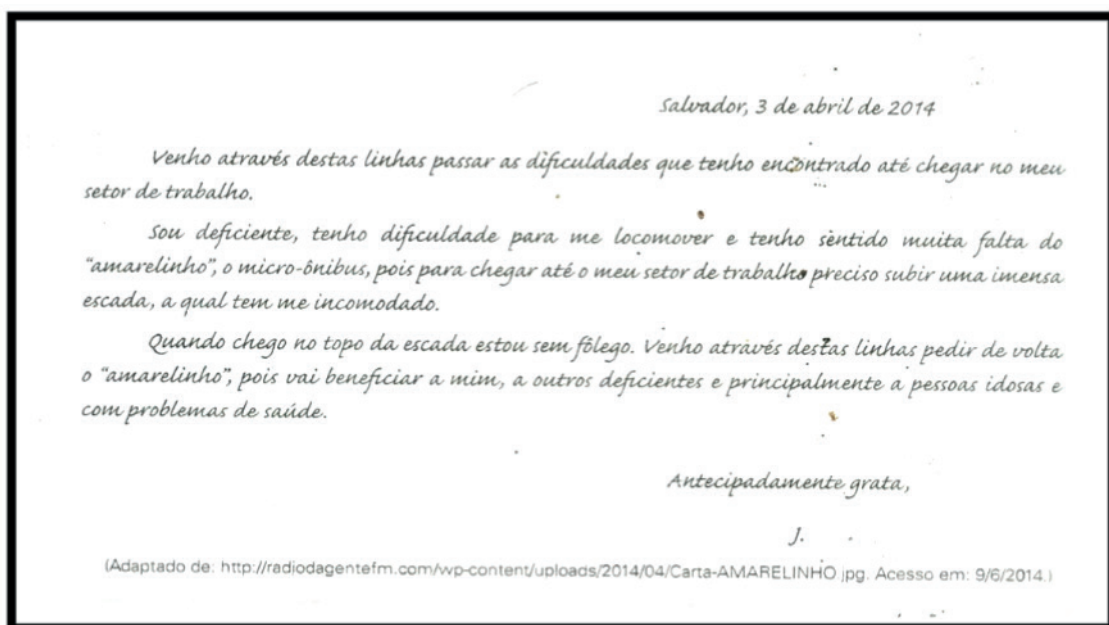 Salvador, 3 de abril de 2014
Venho através destas linhas passar as dificuldades que tenho encontrado até chegar no meu
setor de trabalho.
Sou deficiente, tenho dificuldade para me locomover e tenho sentido muita falta do
"amarelinho", o micro-ônibus, pois para chegar até o meu setor de trabalho preciso subir uma imensa
escada, a qual tem me incomodado.
Quando chego no topo da escada estou sem fôlego. Venho através destas linhas pedir de volta
o "amarelinho", pois vai beneficiar a mim, a outros deficientes e principalmente a pessoas idosas e
com problemas de saúde.
Antecipadamente grata,
J.
(Adaptado de: http://radiodagentefm.com/wp-content/uploads/2014/04/Carta-AMARELINHO.jpg. Acesso em: 9/6/2014.)